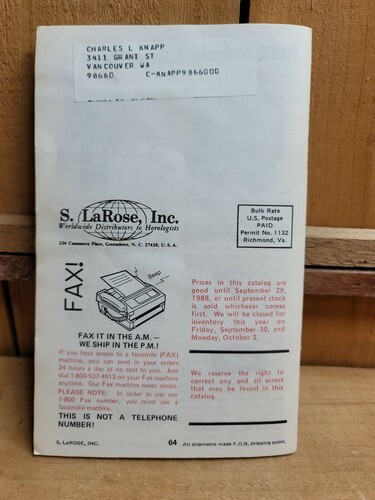 CHARLES L KNAPP
3411 GRANT ST
VANCOUVER WA
98660 C-KNAPP98660DOD
S. LaRose, Inc.
Worldwide Distributors to Horologists
234 Commerce Place, Greensboro, N. C. 27420, U. S. A.
Bulk Rate
U.S. Postage
PAID
Permit No. 1132
Richmond, Va.
FAX!
Beep
FAX IT IN THE A.M. –
WE SHIP IN THE P.M.!
If you have access to a facsimile (FAX)
machine, you can send in your orders
24 hours a day at no cost to you. Just
dial 1-800-537-4513 on your Fax machine
anytime. Our Fax machine never sleeps.
PLEASE NOTE: In order to use our
1-800 Fax number, you must use a
facsimilie machine.
THIS IS NOT A TELEPHONE
NUMBER!
Prices in this catalog are
good until September 29,
1988, or until present stock
is sold whichever comes
first. We will be closed for
inventory this year on
Friday, September 30, and
Monday, October 3.
We reserve the right to
correct any and all errors
that may be found in this
catalog.
S. LaROSE, INC.
64
All shipments made F.O.B. shipping point.